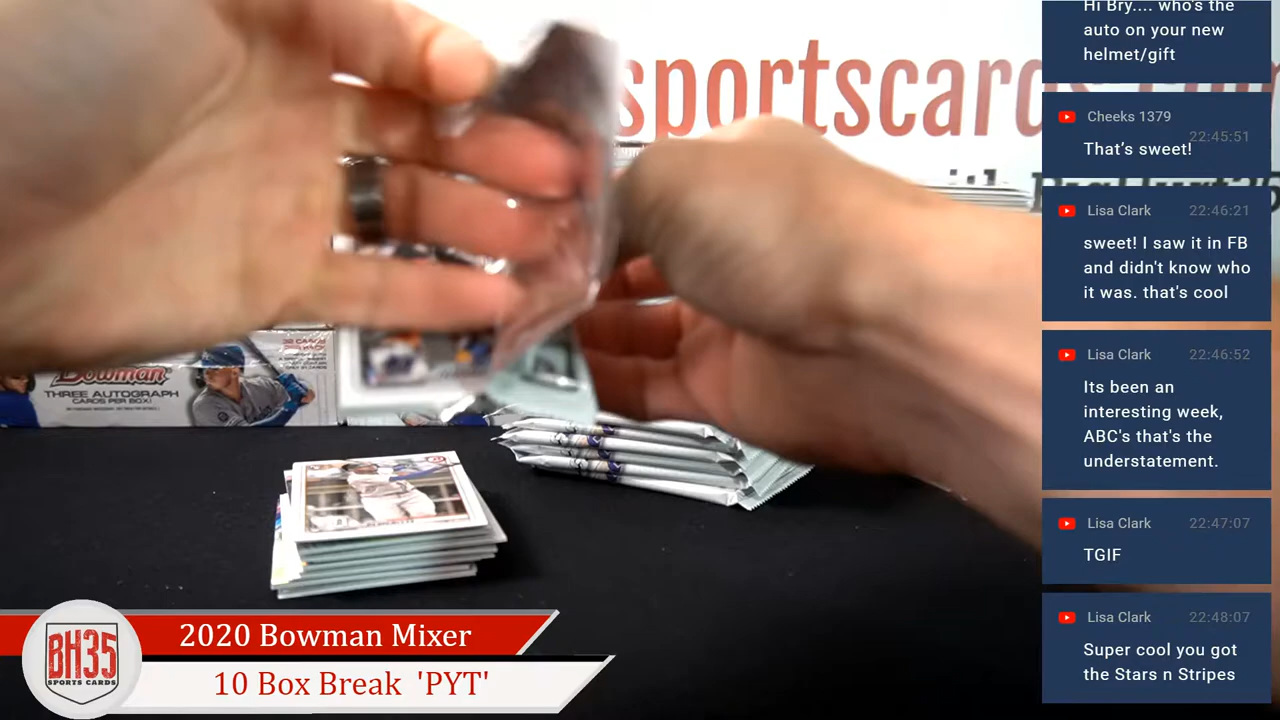 sportscards
Bowman
THREE AUTOGRAPH
CARDS PER BOX!
2020 Bowman Mixer
10 Box Break 'PYT'
BH35
SPORTS CARDS
Hi Bry.... who's the
auto on your new
helmet/gift
Cheeks 1379
22:45:51
That's sweet!
Lisa Clark 22:46:21
sweet! I saw it in FB
and didn't know who
it was. that's cool
Lisa Clark 22:46:52
Its been an
interesting week,
ABC's that's the
understatement.
Lisa Clark 22:47:07
TGIF
Lisa Clark 22:48:07
Super cool you got
the Stars n Stripes